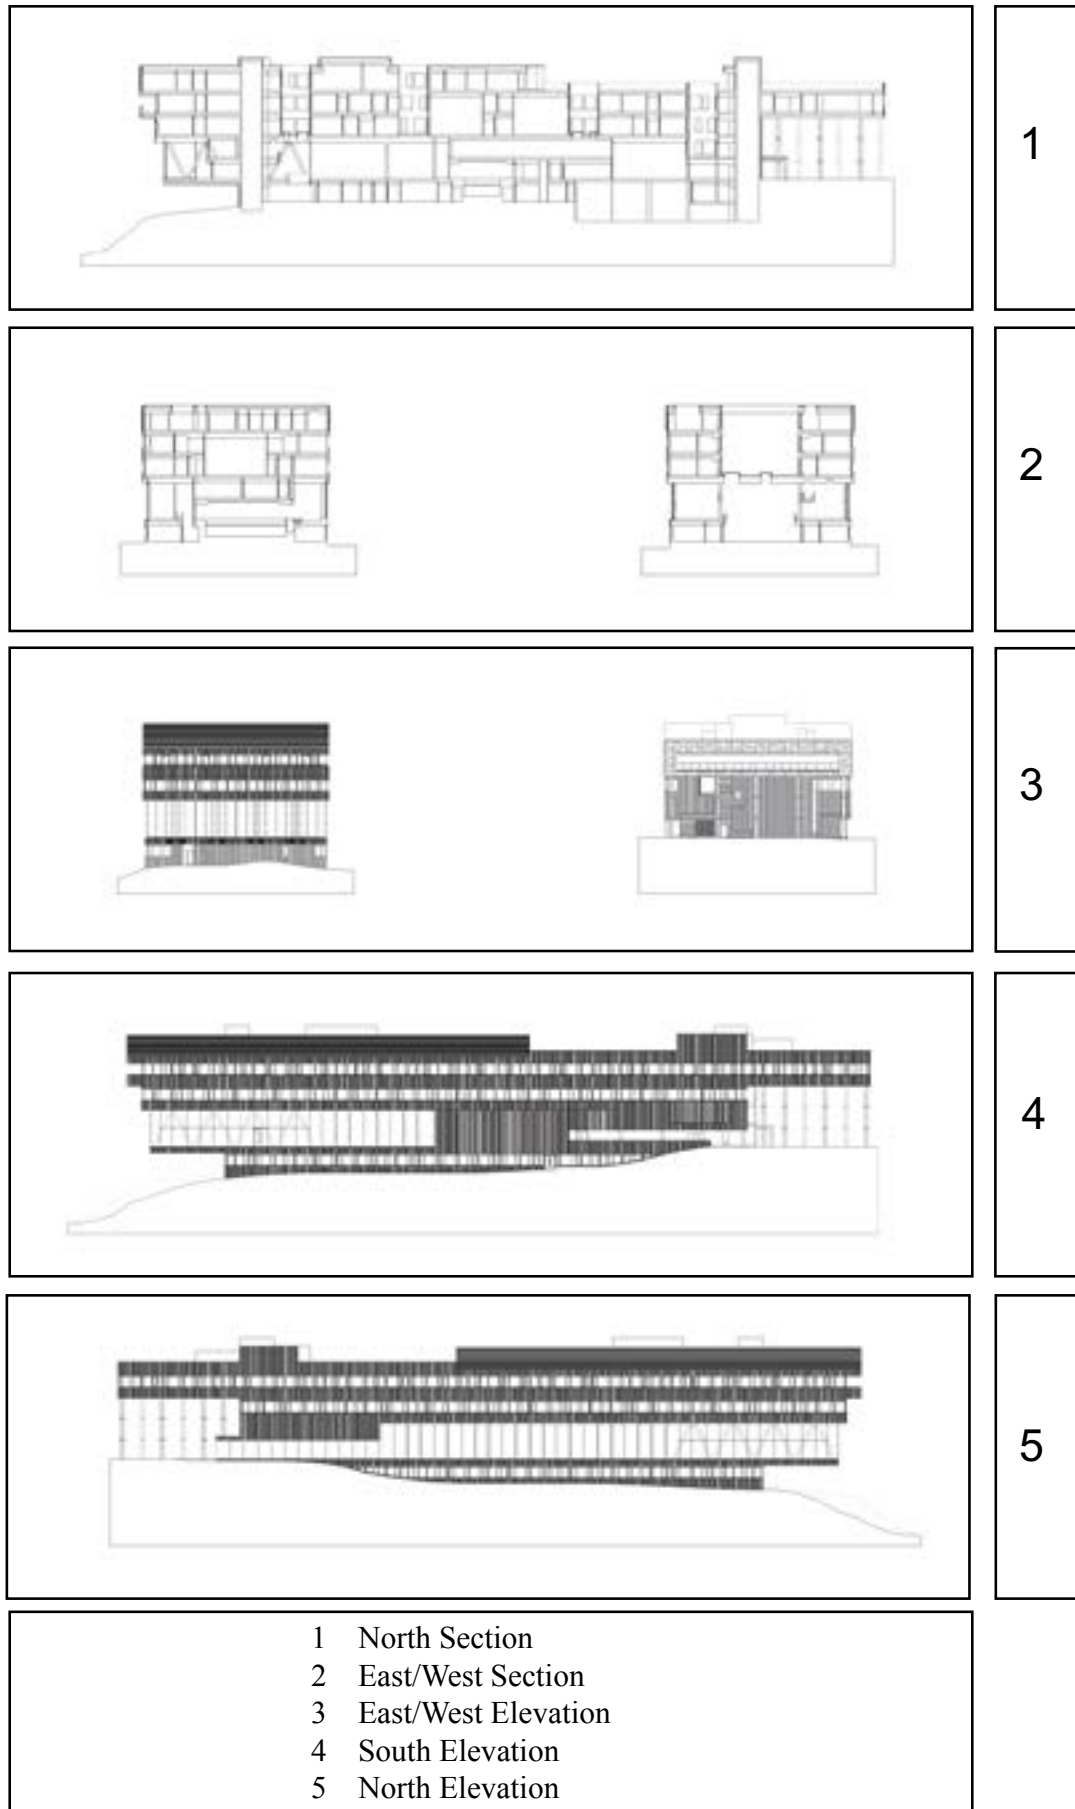 1
2
3
4
5
1 North Section
2 East/West Section
3 East/West Elevation
4 South Elevation
5 North Elevation